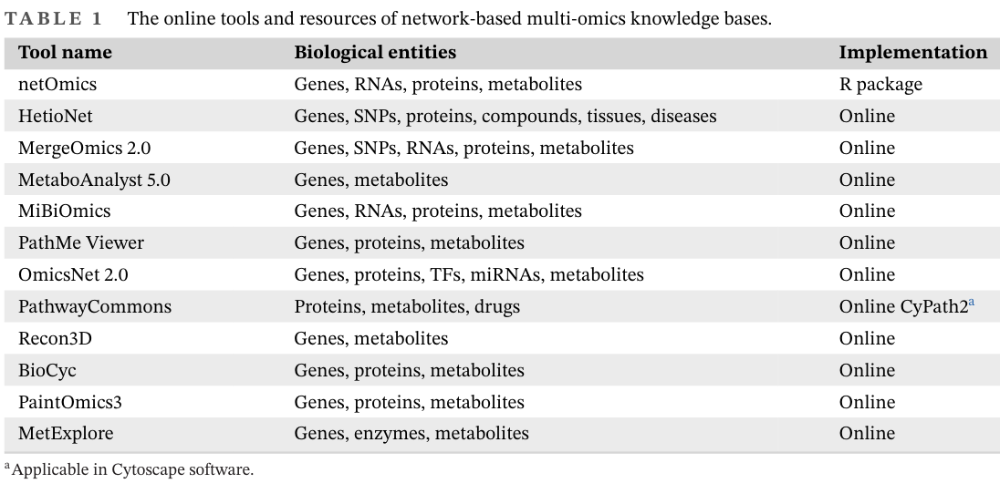 TABLE 1 The online tools and resources of network-based multi-omics knowledge bases.
Tool name Biological entities Implementation
netOmics Genes, RNAs, proteins, metabolites R package
HetioNet Genes, SNPs, proteins, compounds, tissues, diseases Online
MergeOmics 2.0 Genes, SNPs, RNAs, proteins, metabolites Online
MetaboAnalyst 5.0 Genes, metabolites Online
MiBiOmics Genes, RNAs, proteins, metabolites Online
PathMe Viewer Genes, proteins, metabolites Online
OmicsNet 2.0 Genes, proteins, TFs, miRNAs, metabolites Online
PathwayCommons Proteins, metabolites, drugs Online CyPath2a
Recon3D Genes, metabolites Online
BioCyc Genes, proteins, metabolites Online
PaintOmics3 Genes, proteins, metabolites Online
MetExplore Genes, enzymes, metabolites Online
a Applicable in Cytoscape software.